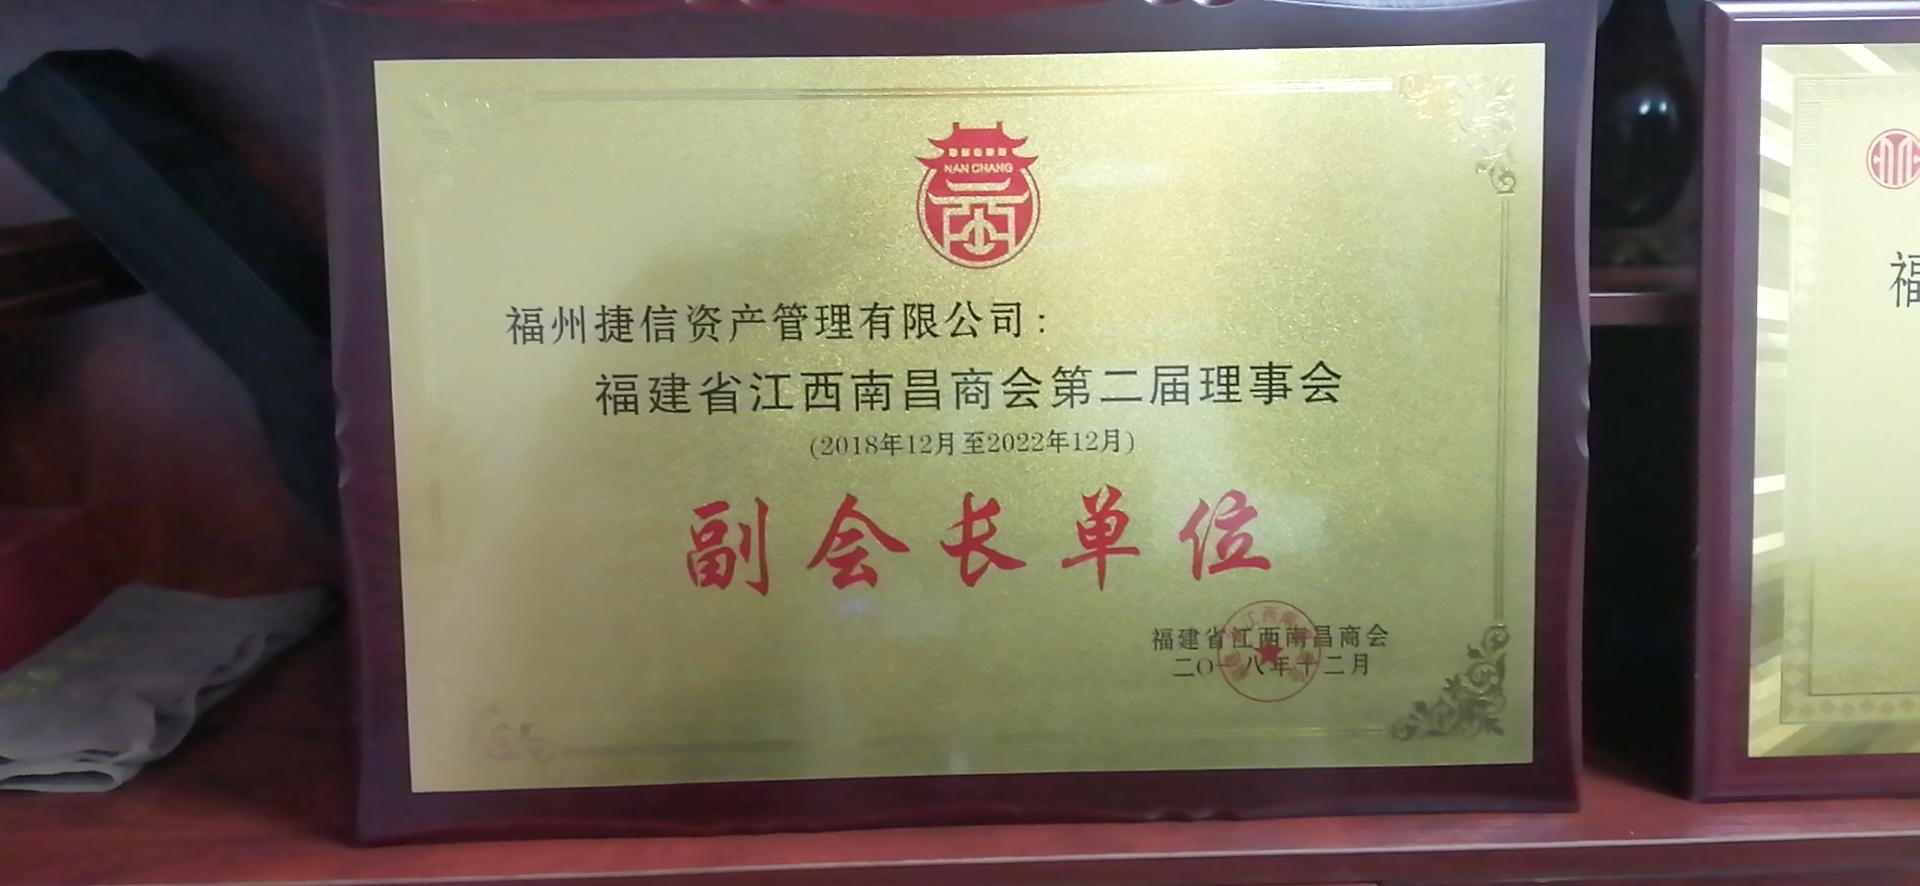 NAN CHANG
福州捷信资产管理有限公司：
福建省江西南昌商会第二届理事会
(2018年12月至2022年12月)
副会长单位
福建省江西南昌商会
二〇一八年十二月
福